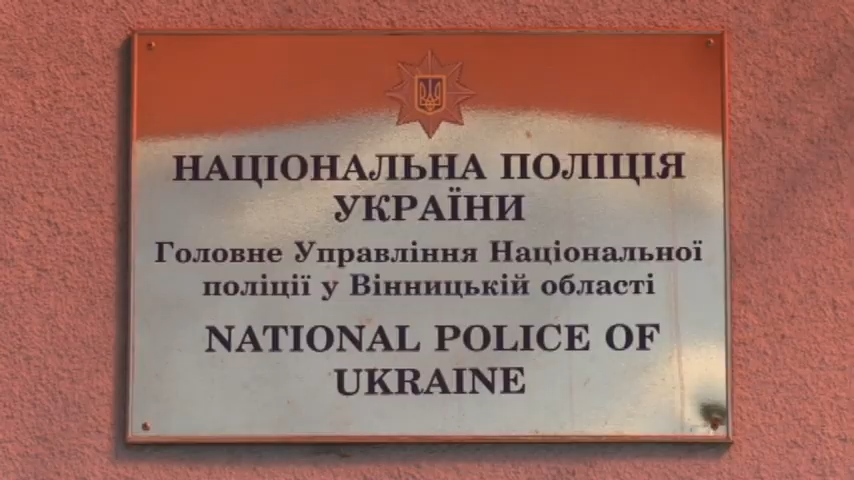 НАЦІОНАЛЬНА ПОЛІЦІЯ
УКРАЇНИ
Головне Управління Національної
поліції у Вінницькій області
NATIONAL POLICE OF
UKRAINE